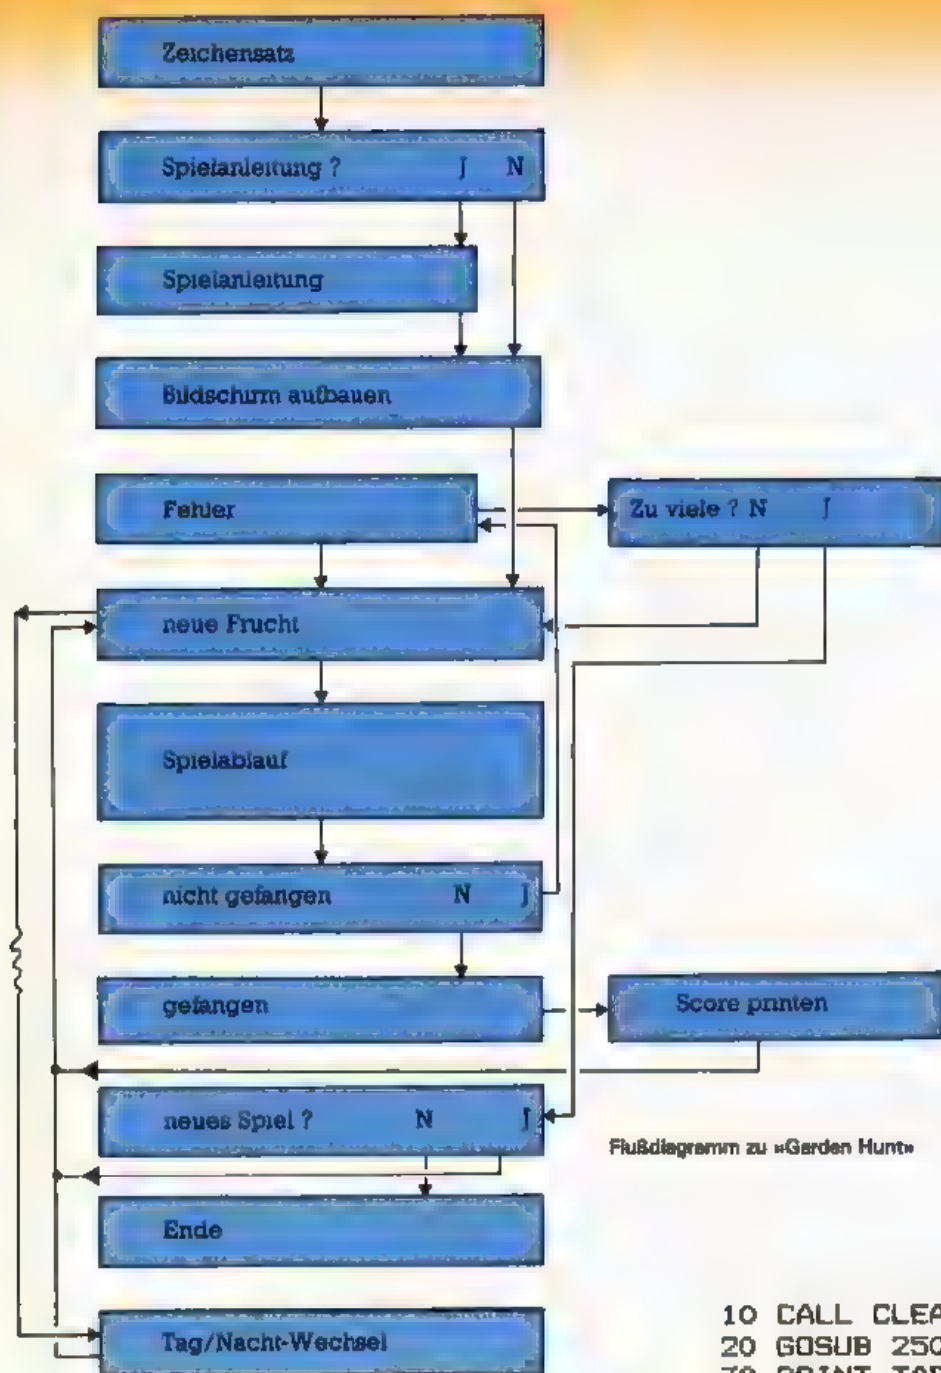 Zeichensatz
Spielanleitung ? J N
Spielanleitung
Bildschirm aufbauen
Fehler
Zu viele ? N J
neue Frucht
Spielablauf
nicht gefangen N J
gefangen
Score printen
neues Spiel ? N J
Flußdiagramm zu »Garden Hunt«
Ende
Tag/Nacht-Wechsel
10 CALL CLEA
20 GOSUB 250